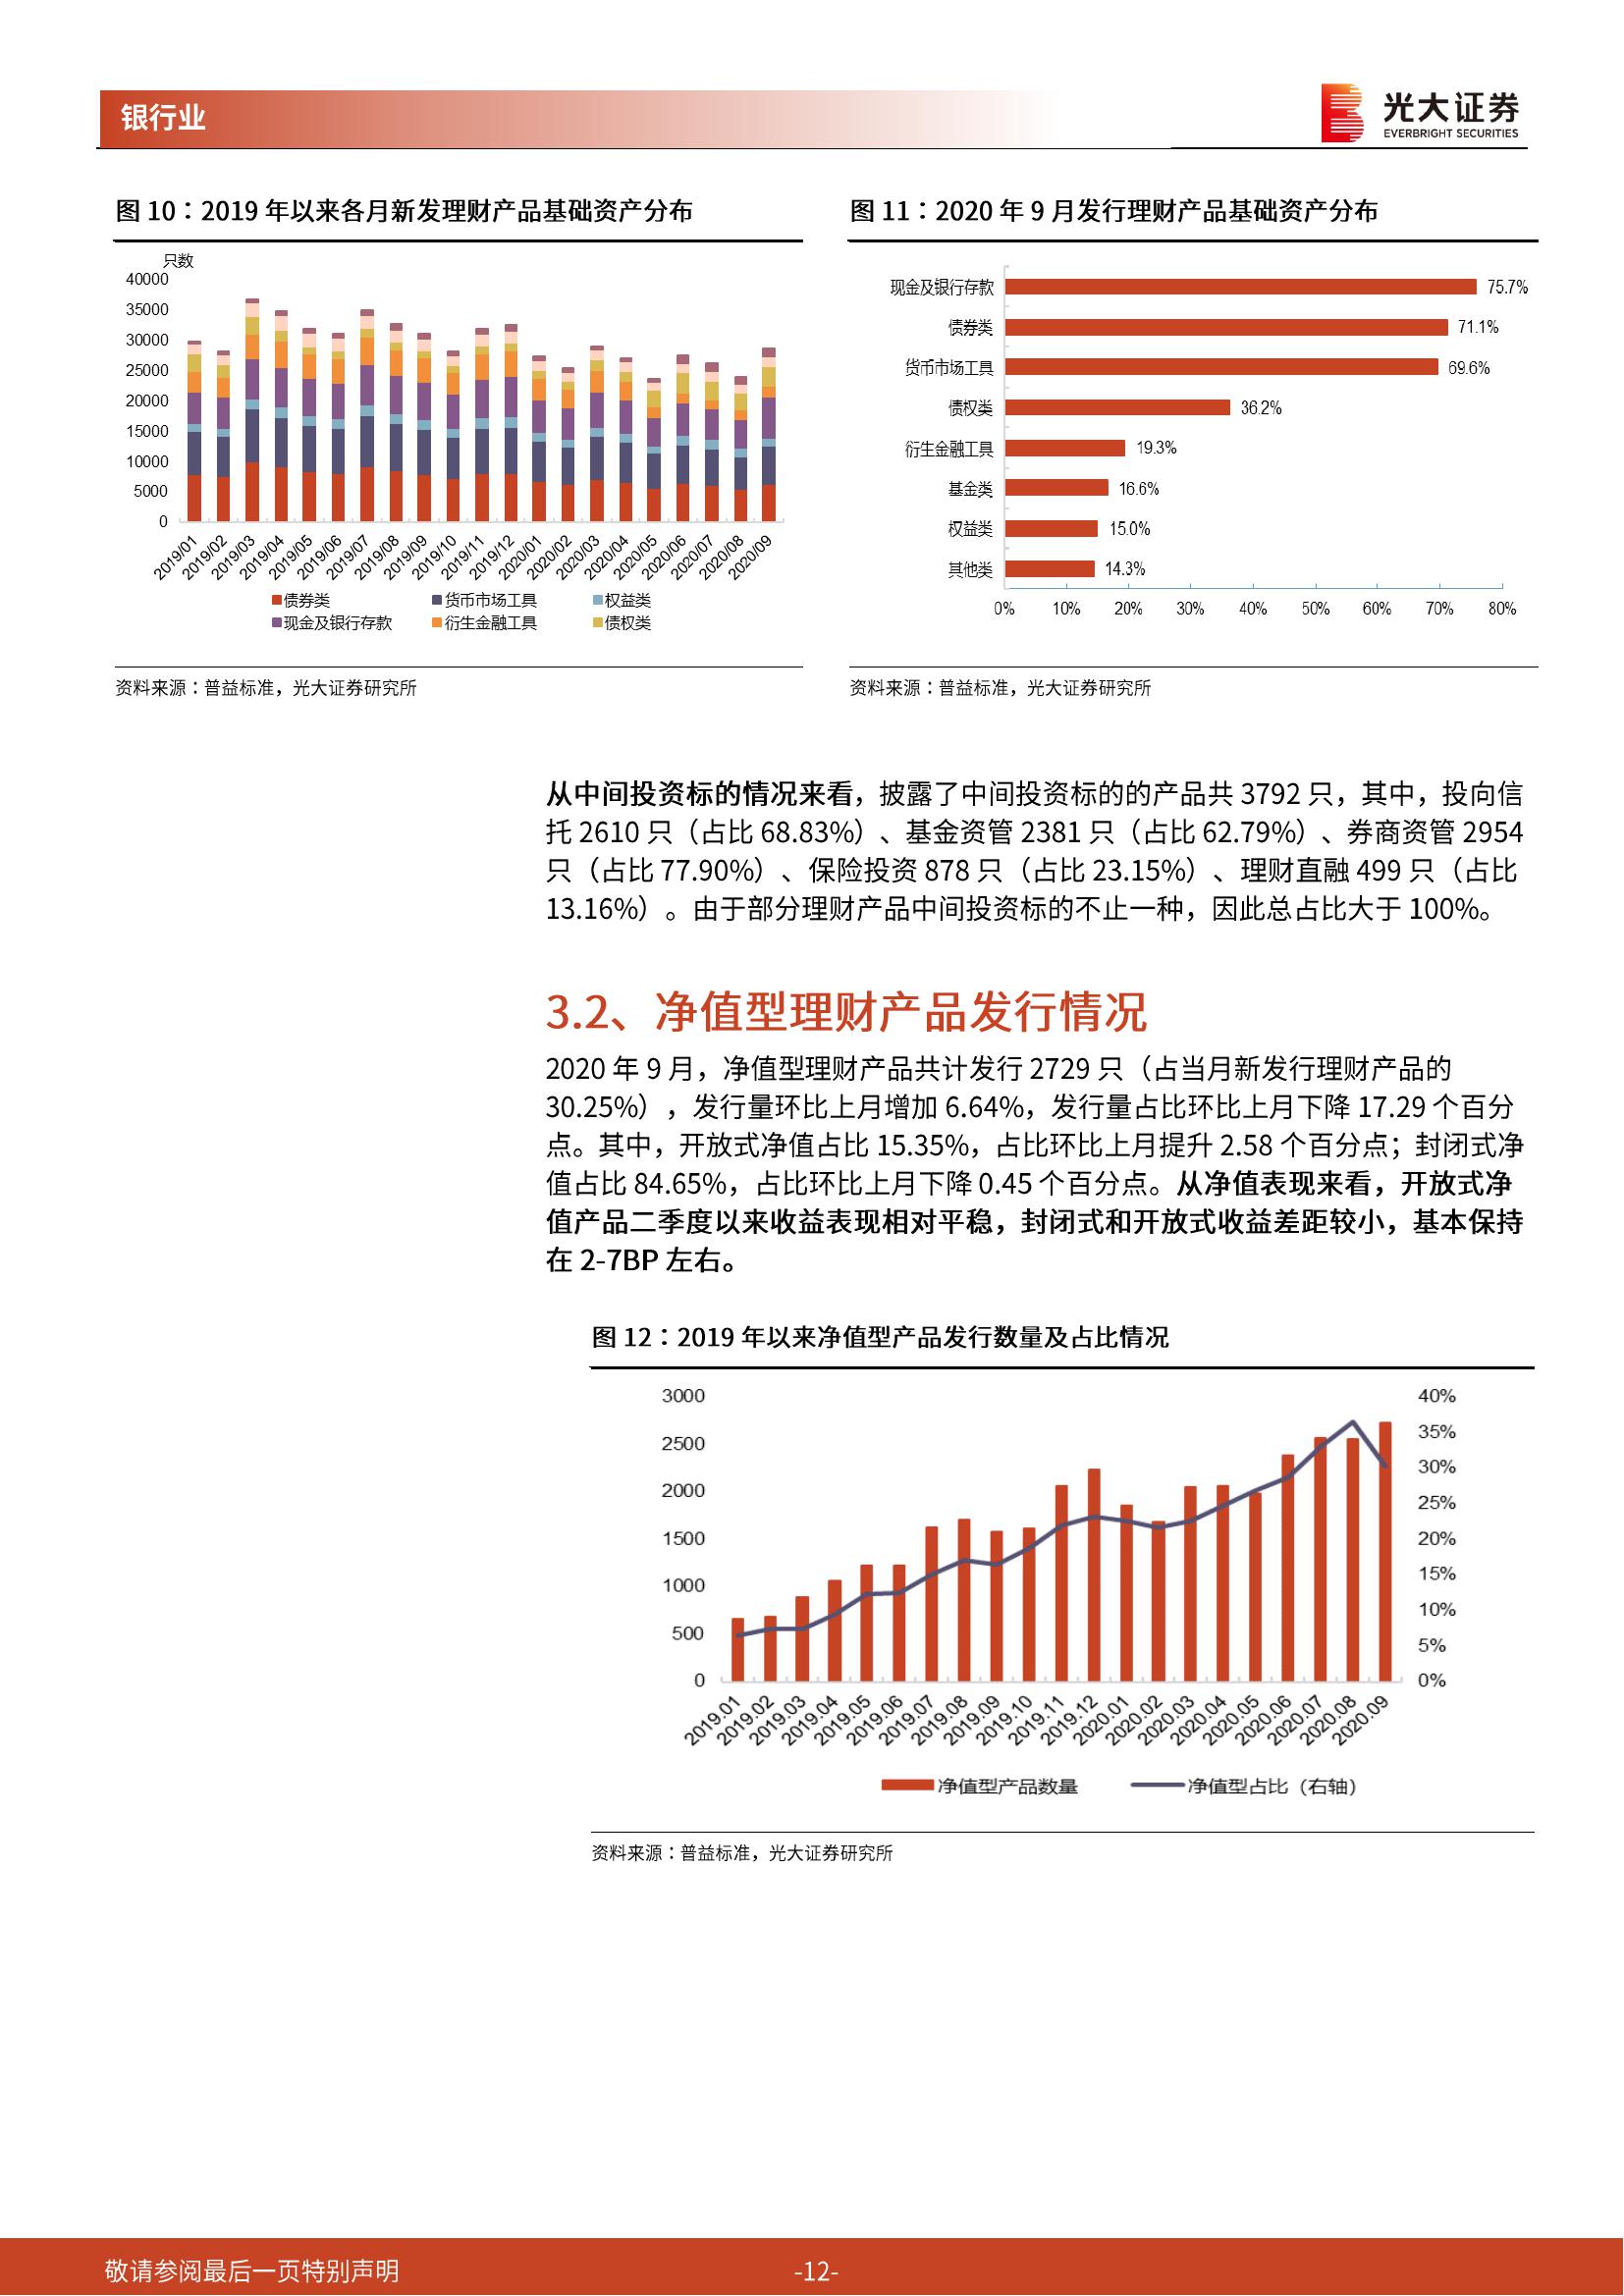 银行业
光大证券
EVERBRIGHT SECURITIES
图 10：2019 年以来各月新发理财产品基础资产分布
只数
40000
35000
30000
25000
20000
15000
10000
5000
0
2019/01
2019/02
2019/03
2019/04
2019/05
2019/06
2019/07
2019/08
2019/09
2019/10
2019/11
2019/12
2020/01
2020/02
2020/03
2020/04
2020/05
2020/06
2020/07
2020/08
2020/09
债券类 货币市场工具 权益类
现金及银行存款 衍生金融工具 债权类
资料来源：普益标准，光大证券研究所
图 11：2020 年 9 月发行理财产品基础资产分布
现金及银行存款 75.7%
债券类 71.1%
货币市场工具 69.6%
债权类 36.2%
衍生金融工具 19.3%
基金类 16.6%
权益类 15.0%
其他类 14.3%
0% 10% 20% 30% 40% 50% 60% 70% 80%
资料来源：普益标准，光大证券研究所
从中间投资标的情况来看，披露了中间投资标的的产品共 3792 只，其中，投向信
托 2610 只（占比 68.83%）、基金资管 2381 只（占比 62.79%）、券商资管 2954
只（占比 77.90%）、保险投资 878 只（占比 23.15%）、理财直融 499 只（占比
13.16%）。由于部分理财产品中间投资标的不止一种，因此总占比大于 100%。
3.2、净值型理财产品发行情况
2020 年 9 月，净值型理财产品共计发行 2729 只（占当月新发行理财产品的
30.25%），发行量环比上月增加 6.64%，发行量占比环比上月下降 17.29 个百分
点。其中，开放式净值占比 15.35%，占比环比上月提升 2.58 个百分点；封闭式净
值占比 84.65%，占比环比上月下降 0.45 个百分点。从净值表现来看，开放式净
值产品二季度以来收益表现相对平稳，封闭式和开放式收益差距较小，基本保持
在 2-7BP 左右。
图 12：2019 年以来净值型产品发行数量及占比情况
3000
2500
2000
1500
1000
500
0
40%
35%
30%
25%
20%
15%
10%
5%
0%
2019.01
2019.02
2019.03
2019.04
2019.05
2019.06
2019.07
2019.08
2019.09
2019.10
2019.11
2019.12
2020.01
2020.02
2020.03
2020.04
2020.05
2020.06
2020.07
2020.08
2020.09
净值型产品数量 净值型占比（右轴）
资料来源：普益标准，光大证券研究所
敬请参阅最后一页特别声明
-12-